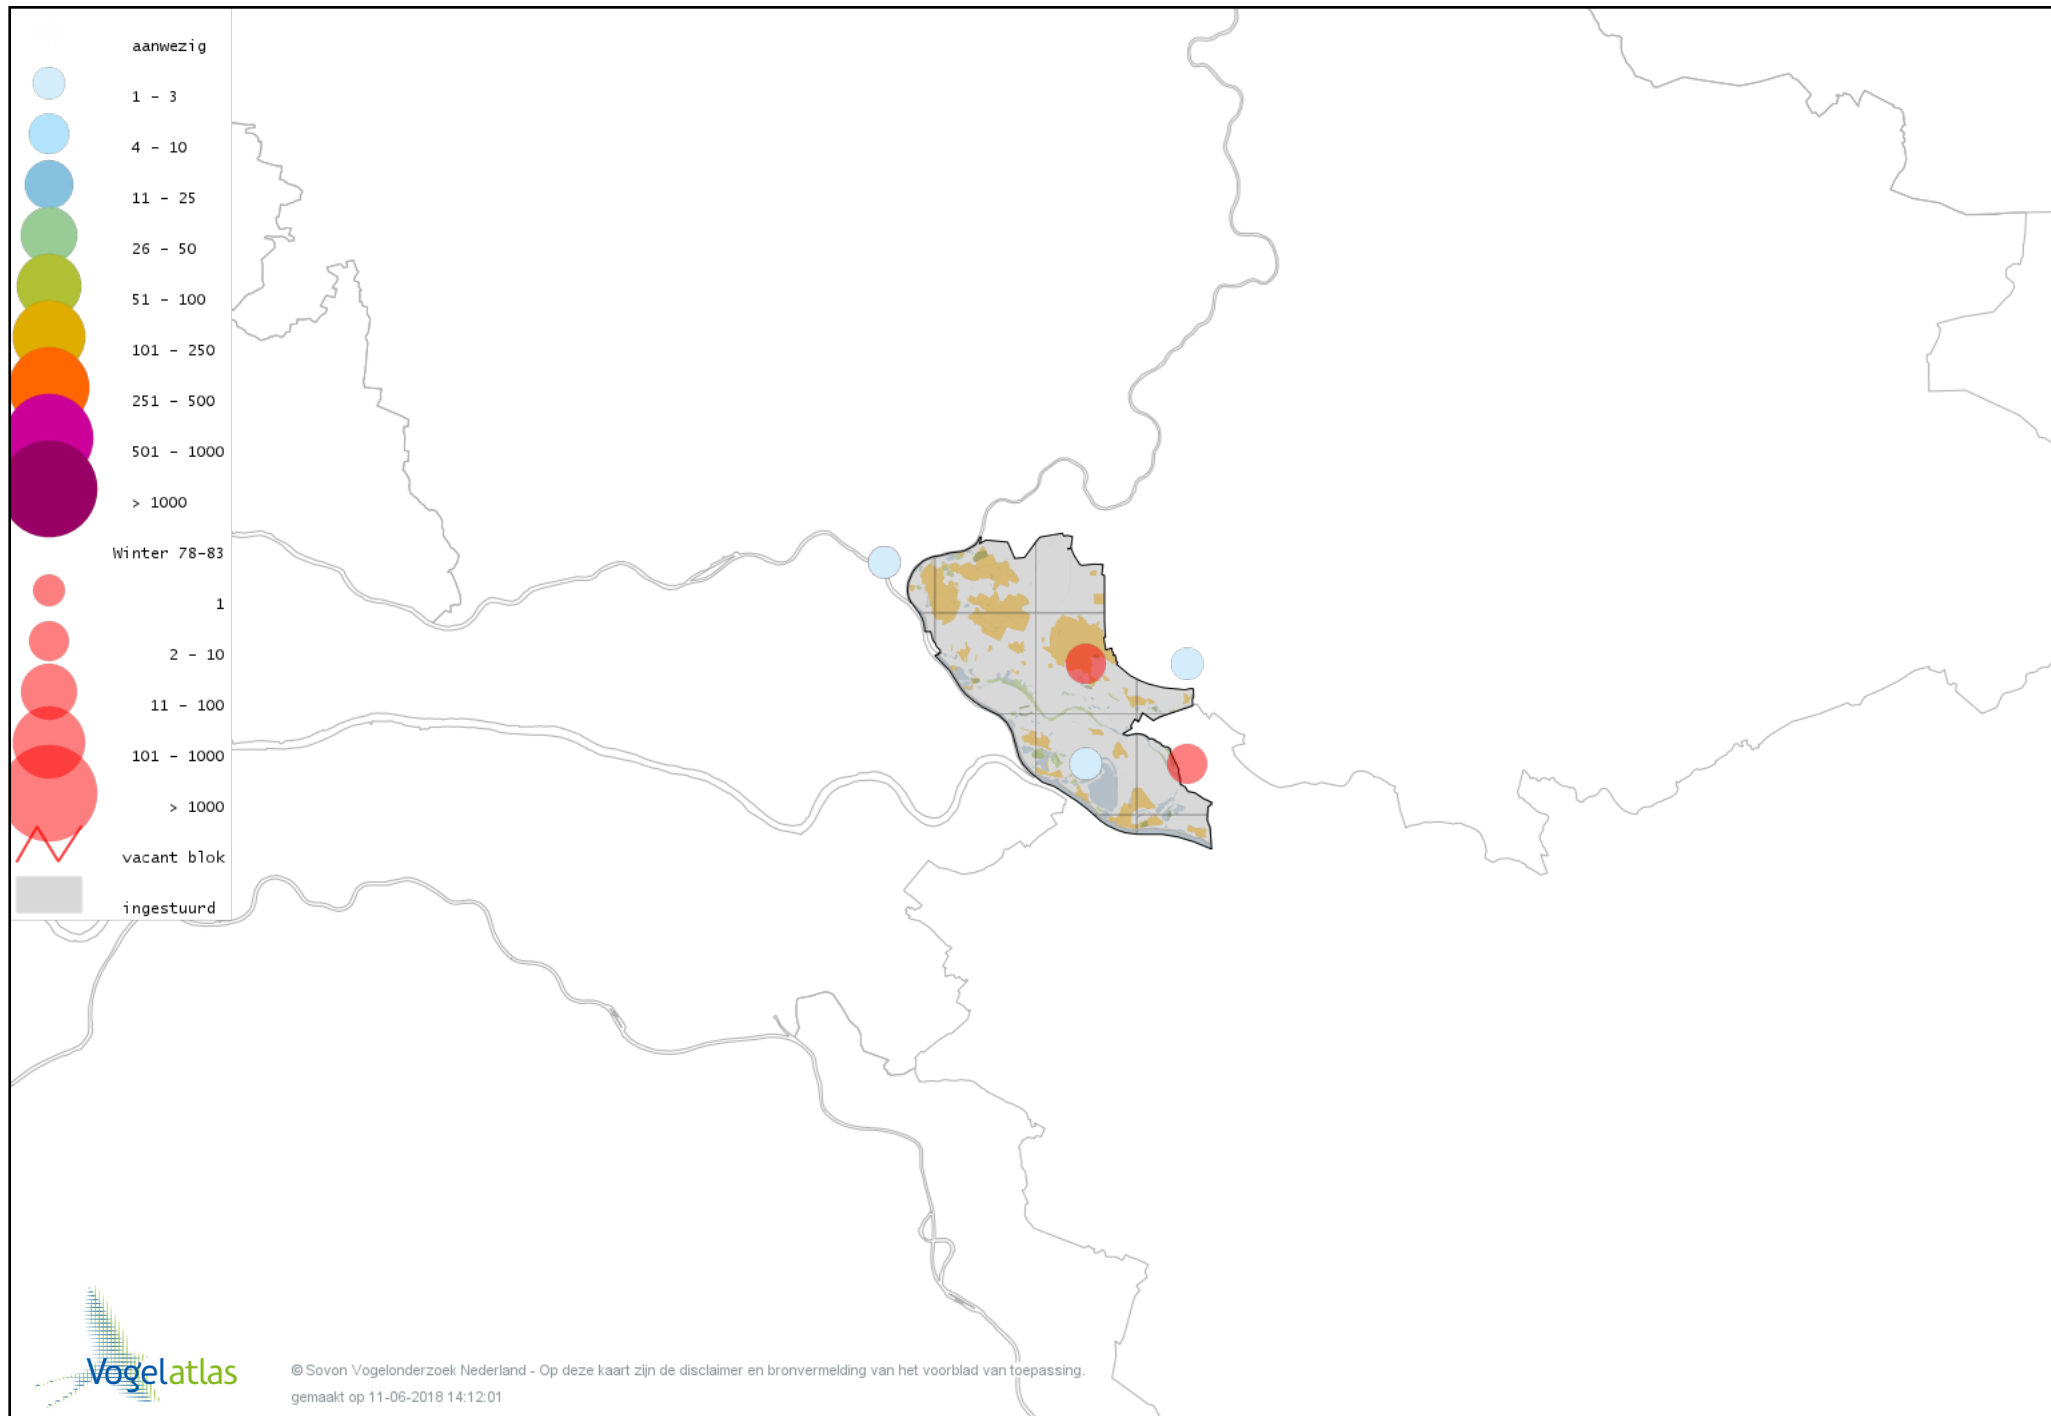 aanwezig
1 - 3
4 - 10
11 - 25
26 - 50
51 - 100
101 - 250
251 - 500
501 - 1000
> 1000
Winter 78-83
1
2 - 10
11 - 100
101 - 1000
> 1000
vacant blok
ingestuurd
Vogelatlas
© Sovon Vogelonderzoek Nederland - Op deze kaart zijn de disclaimer en bronvermelding van het voorblad van toepassing.
gemaakt op 11-06-2018 14:12:01